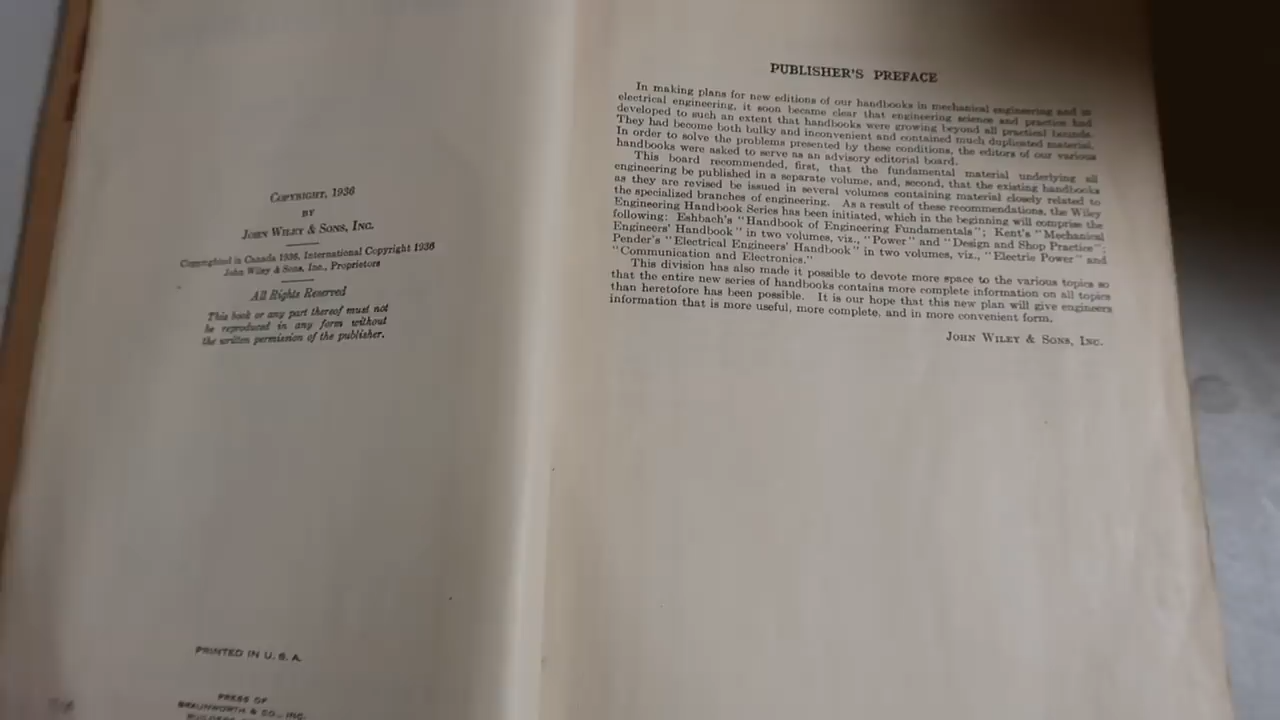 COPYRIGHT, 1936
BY
JOHN WILEY & SONS, INC.
Copyrighted in Canada 1936, International Copyright 1936
John Wiley & Sons, Inc., Proprietors
All Rights Reserved
This book or any part thereof must not
be reproduced in any form without
the written permission of the publisher.
PRINTED IN U. S. A.
PRESS OF
BRAUNWORTH & CO., INC.
PUBLISHER'S PREFACE
In making plans for new editions of our handbooks in mechanical engineering and in
electrical engineering, it soon became clear that engineering science and practice had
developed to such an extent that handbooks were growing beyond all practical bounds.
They had become both bulky and inconvenient and contained much duplicated material.
In order to solve the problems presented by these conditions, the editors of our various
handbooks were asked to serve as an advisory editorial board.
This board recommended, first, that the fundamental material underlying all
engineering be published in a separate volume, and, second, that the existing handbooks
as they are revised be issued in several volumes containing material closely related to
the specialized branches of engineering. As a result of these recommendations, the Wiley
Engineering Handbook Series has been initiated, which in the beginning will comprise the
following: Eshbach's "Handbook of Engineering Fundamentals"; Kent's "Mechanical
Engineers' Handbook" in two volumes, viz., "Power" and "Design and Shop Practice";
Pender's "Electrical Engineers' Handbook" in two volumes, viz., "Electric Power" and
"Communication and Electronics."
This division has also made it possible to devote more space to the various topics so
that the entire new series of handbooks contains more complete information on all topics
than heretofore has been possible. It is our hope that this new plan will give engineers
information that is more useful, more complete, and in more convenient form.
JOHN WILEY & SONS, INC.